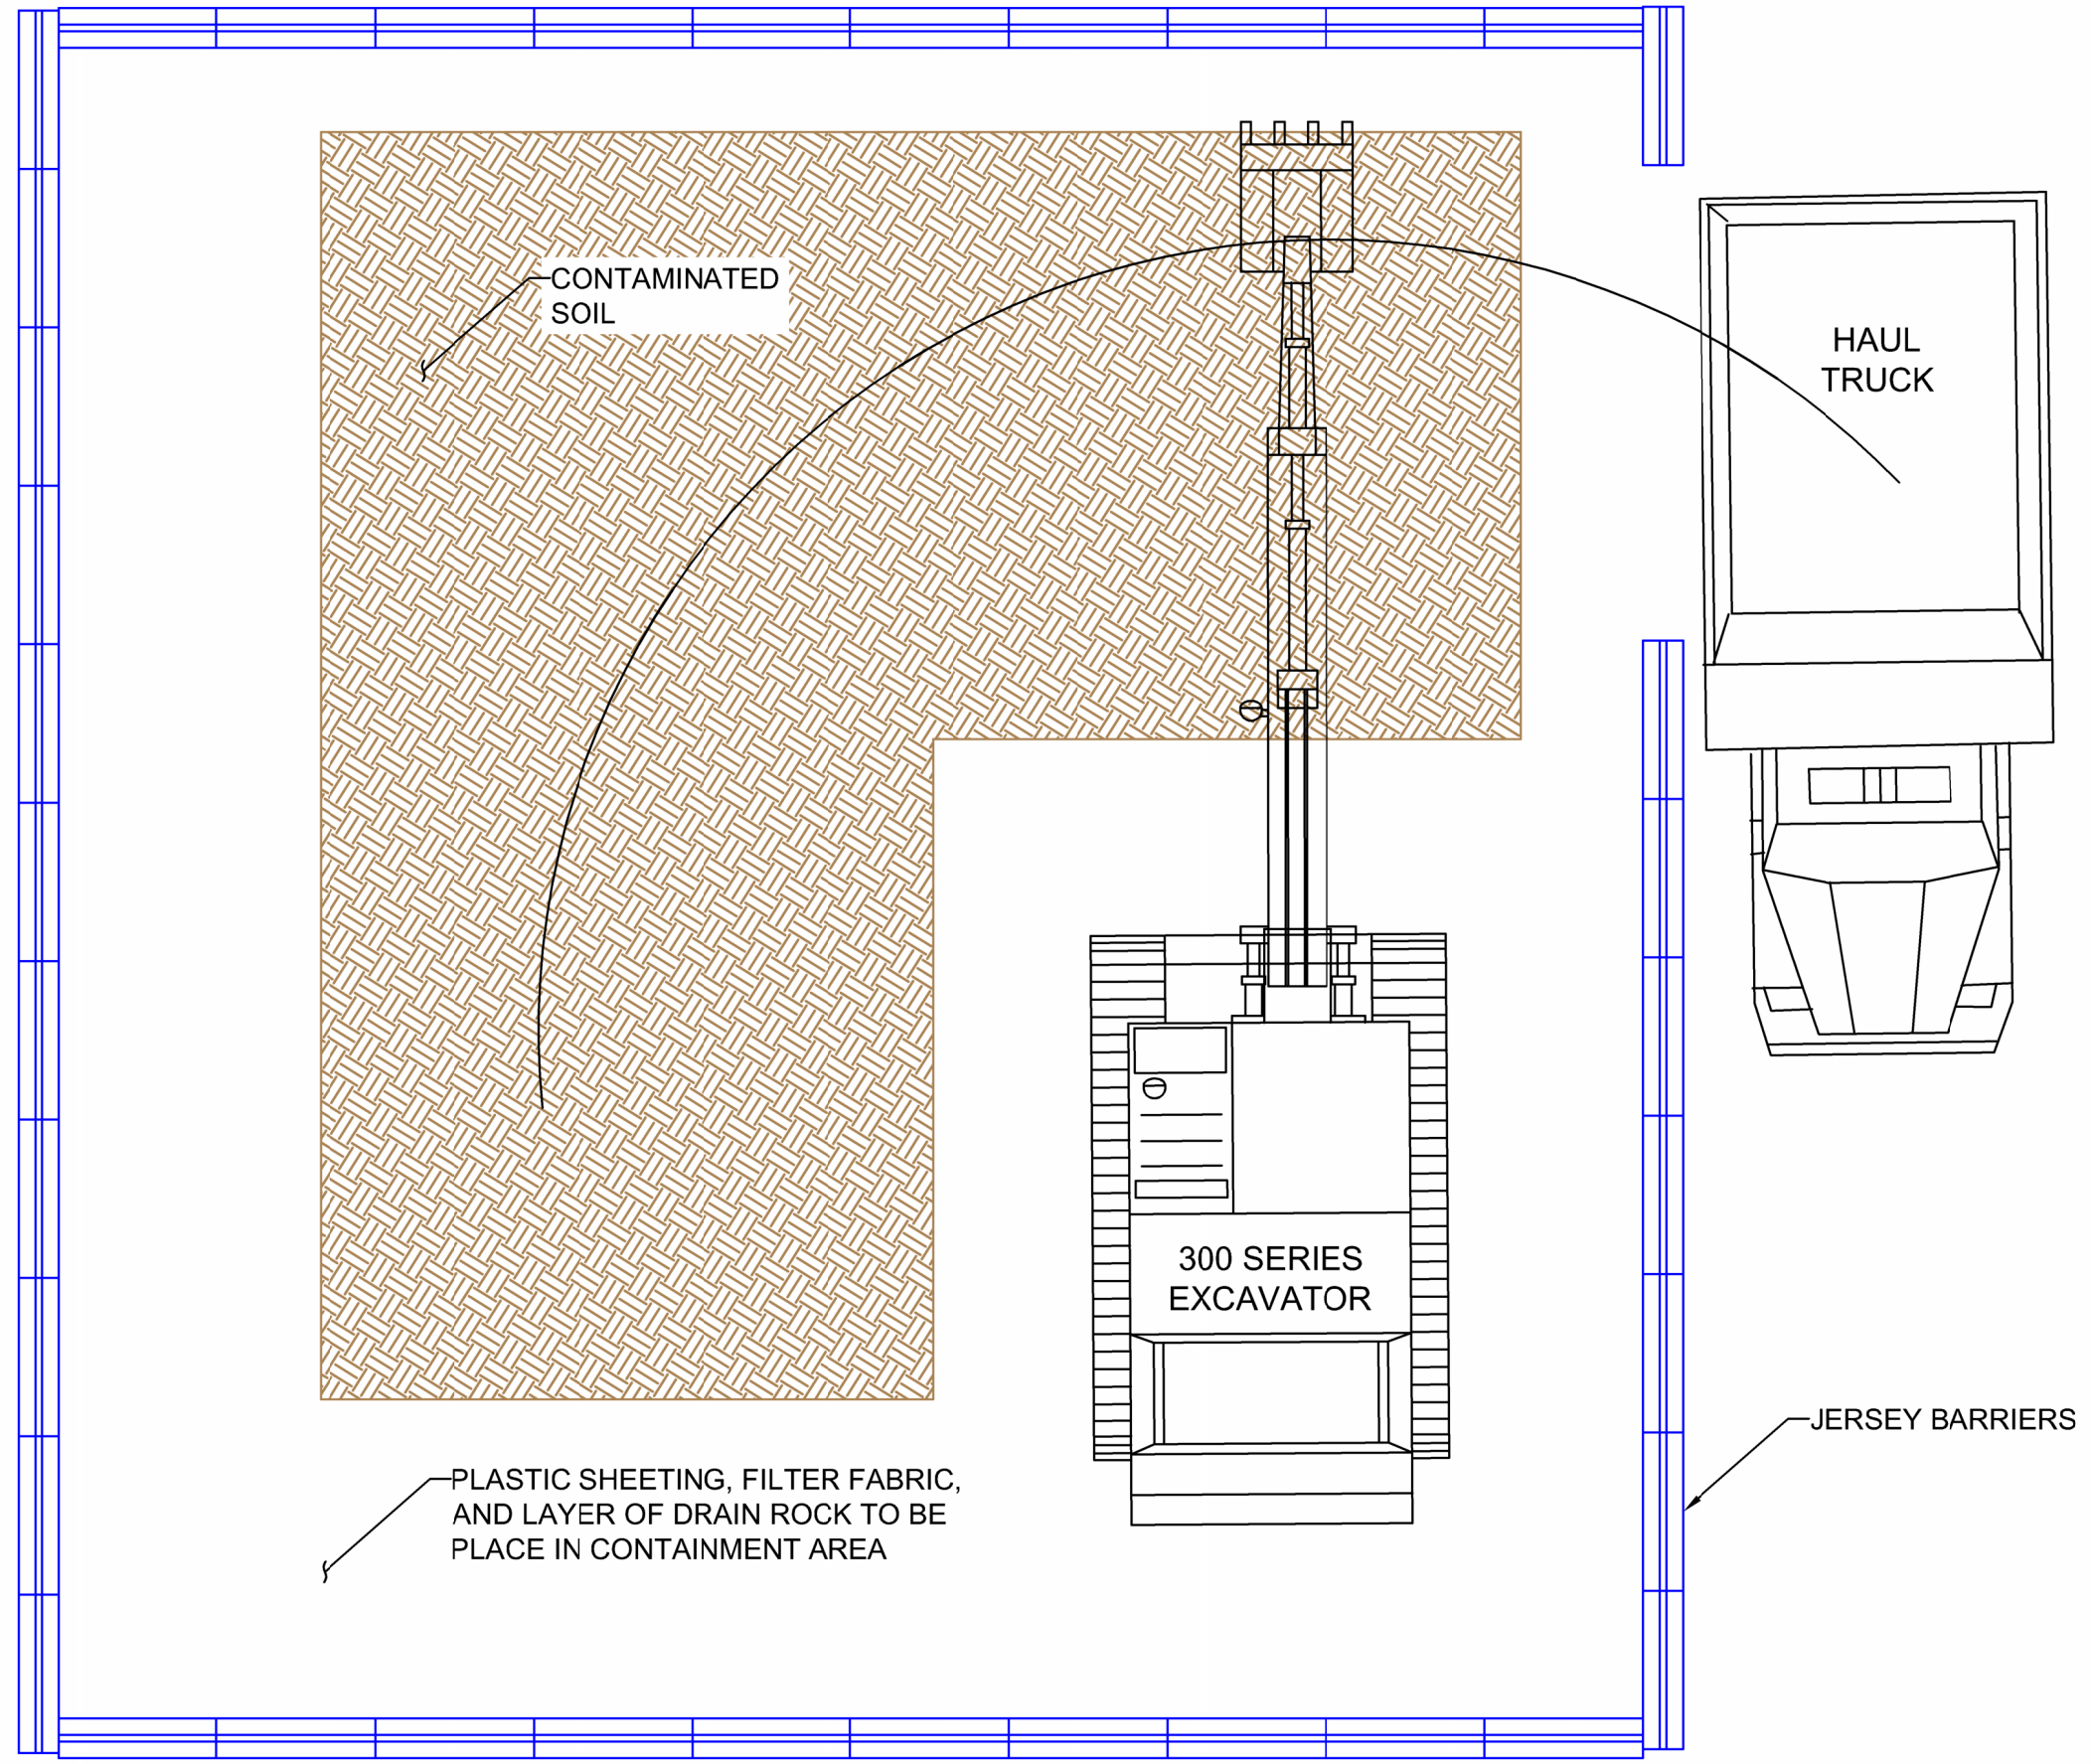 CONTAMINATED
SOIL
HAUL
TRUCK
300 SERIES
EXCAVATOR
JERSEY BARRIERS
PLASTIC SHEETING, FILTER FABRIC,
AND LAYER OF DRAIN ROCK TO BE
PLACE IN CONTAINMENT AREA